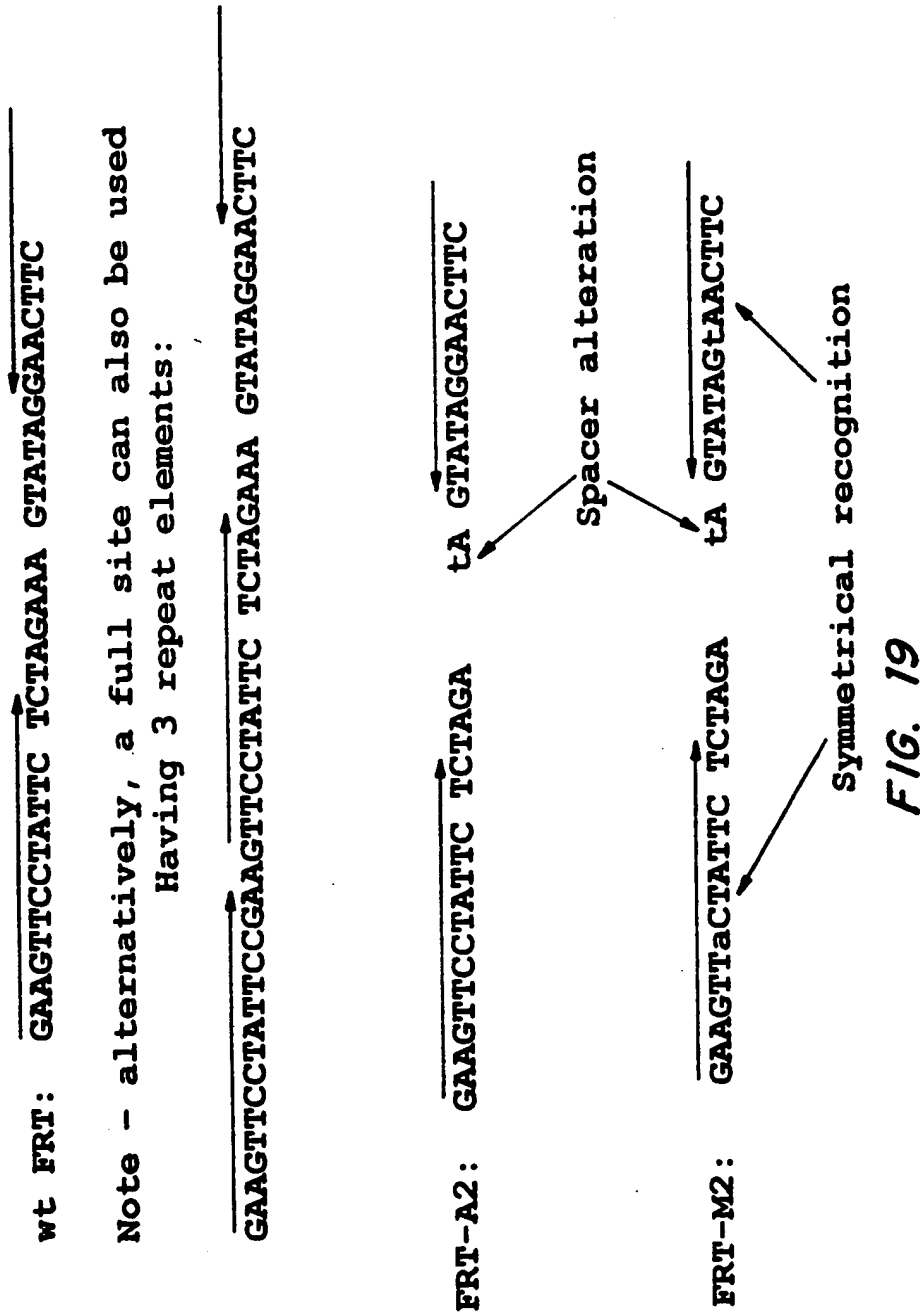 wt FRT: GAAGTTCCTATTC TCTAGAAA GTATAGGAACTTC
Note - alternatively, a full site can also be used
Having 3 repeat elements:
GAAGTTCCTATTCCGAAGTTCCTATTC TCTAGAAA GTATAGGAACTTC
FRT-A2: GAAGTTCCTATTC TCTAGA tA GTATAGGAACTTC
Spacer alteration
FRT-M2: GAAGTTaCTATTC TCTAGA tA GTATAGtAACTTC
Symmetrical recognition
FIG. 19